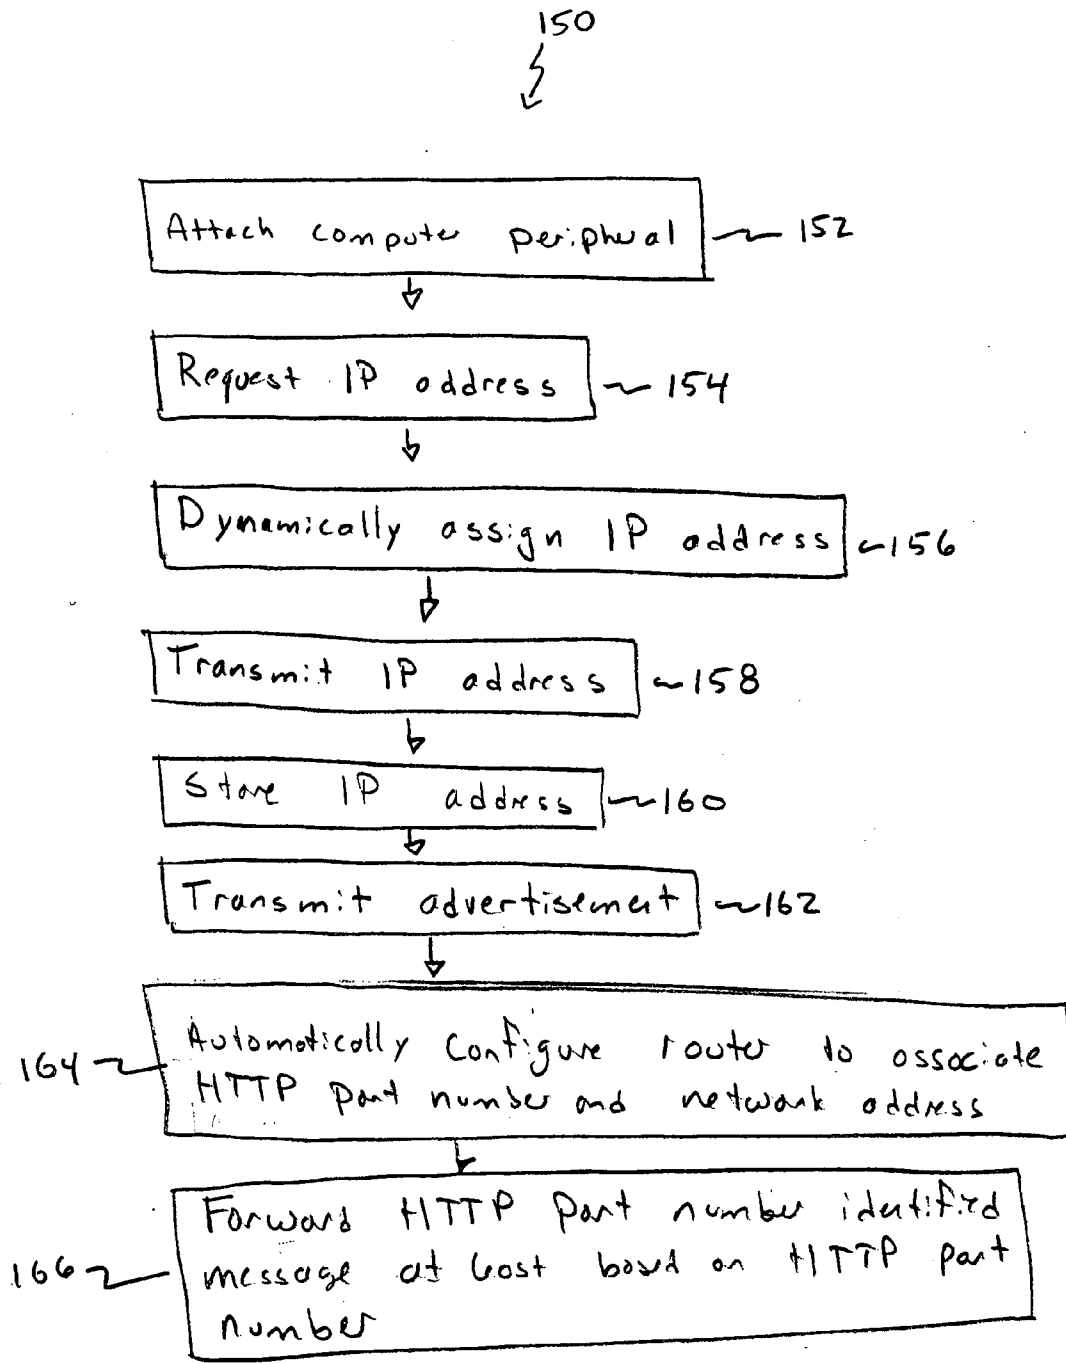 150
Attach computer peripheral
152
Request IP address
154
Dynamically assign IP address
156
Transmit IP address
158
Store IP address
160
Transmit advertisement
162
Automatically configure router to associate
HTTP port number and network address
164
Forward HTTP port number identified
message at least based on HTTP port
number
166